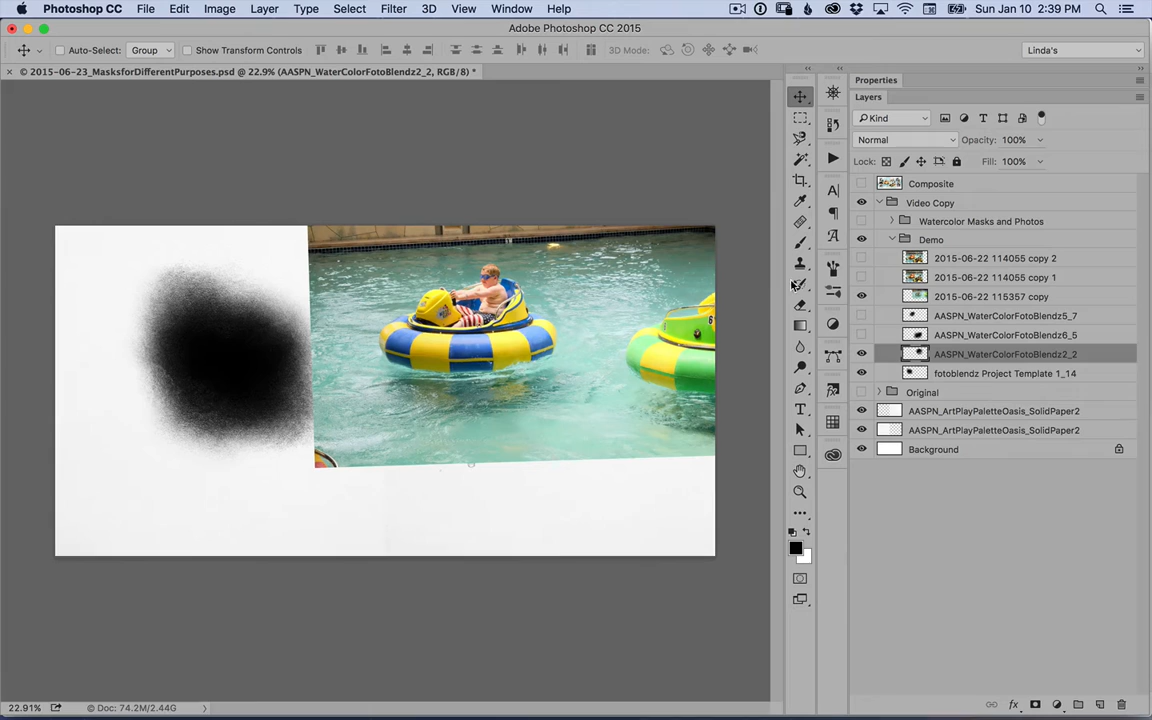 Photoshop CC File Edit Image Layer Type Select Filter 3D View Window Help Sun Jan 10 2:39 PM
Adobe Photoshop CC 2015
Auto-Select: Group Show Transform Controls 3D Mode: Linda's
© 2015-06-23_MasksforDifferentPurposes.psd @ 22.9% (AASPN_WaterColorFotoBlendz2_2, RGB/8) *
Properties
Layers
Kind
Normal Opacity: 100%
Lock: Fill: 100%
Composite
Video Copy
Watercolor Masks and Photos
Demo
2015-06-22 114055 copy 2
2015-06-22 114055 copy 1
2015-06-22 115357 copy
AASPN_WaterColorFotoBlendz5_7
AASPN_WaterColorFotoBlendz6_5
AASPN_WaterColorFotoBlendz2_2
fotoblendz Project Template 1_14
Original
AASPN_ArtPlayPaletteOasis_SolidPaper2
AASPN_ArtPlayPaletteOasis_SolidPaper2
Background
22.91% © Doc: 74.2M/2.44G